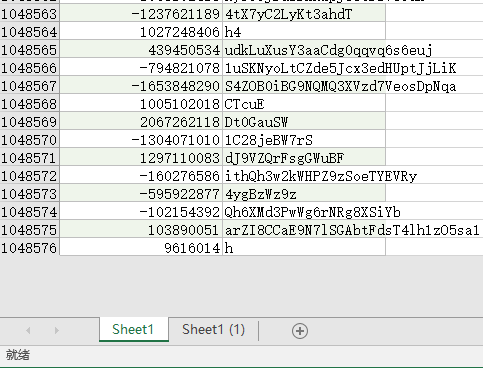 1048563 -1237621189 4tX7yC2LyKt3ahdT
1048564 1027248406 h4
1048565 439450534 udkLuXusY3aaCdg0qqvq6s6euj
1048566 -794821078 1uSKNyoLtCZde5Jcx3edHUptJjLiK
1048567 -1653848290 S4ZOB0iBG9NQMQ3XVzd7VeosDpNqa
1048568 1005102018 CTcuE
1048569 2067262118 Dt0GauSW
1048570 -1304071010 1C28jeBW7rS
1048571 1297110083 dJ9VZQrFsgGWuBF
1048572 -160276586 ithQh3w2kWHPZ9zSoeTYEVRy
1048573 -595922877 4ygBzWz9z
1048574 -102154392 Qh6XMd3PwWg6rNRg8XSiYb
1048575 103890051 arZI8CCaE9N7lSGAbtFdsT4lh1zO5sa1
1048576 9616014 h
Sheet1 Sheet1 (1)
就绪